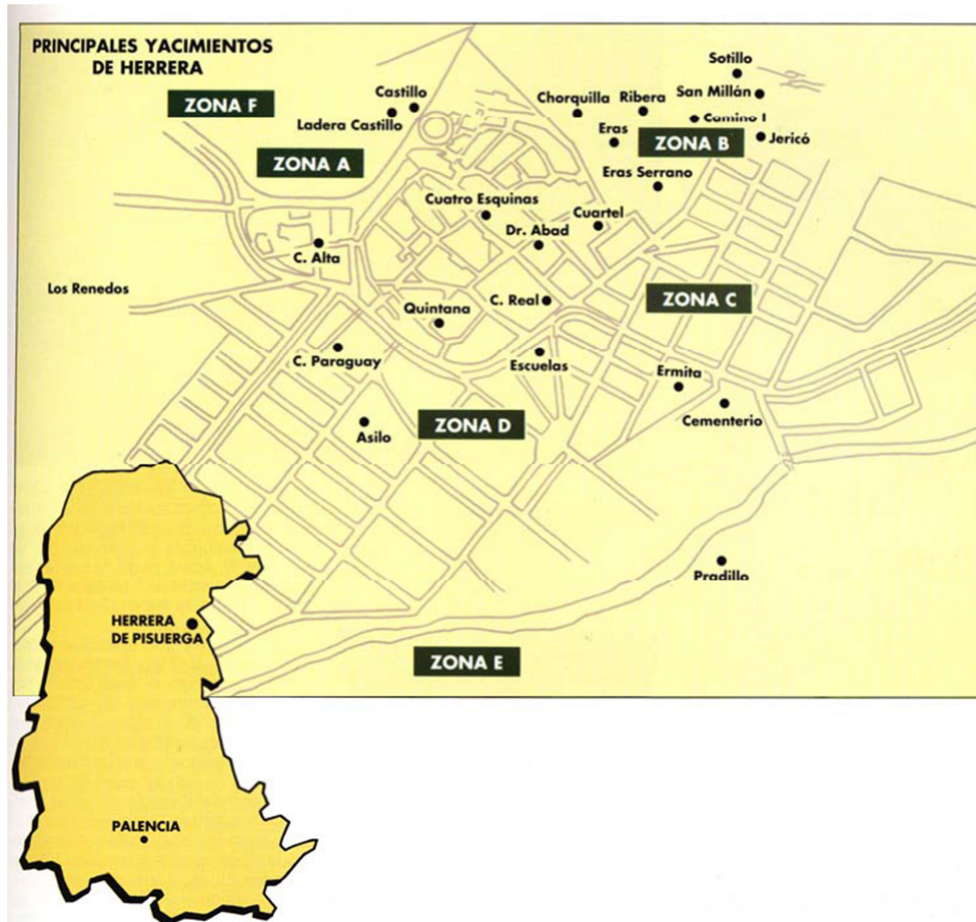 PRINCIPALES YACIMIENTOS
DE HERRERA
ZONA F
Castillo
Ladera Castillo
ZONA A
Chorquilla
Ribera
Sotillo
San Millán
Camino I
Eras
ZONA B
Jericó
Eras Serrano
Cuatro Esquinas
Cuartel
Dr. Abad
C. Alta
Los Renedos
Quintana
C. Real
ZONA C
C. Paraguay
Escuelas
Ermita
Cementerio
Asilo
ZONA D
Pradillo
HERRERA
DE PISUERGA
ZONA E
PALENCIA